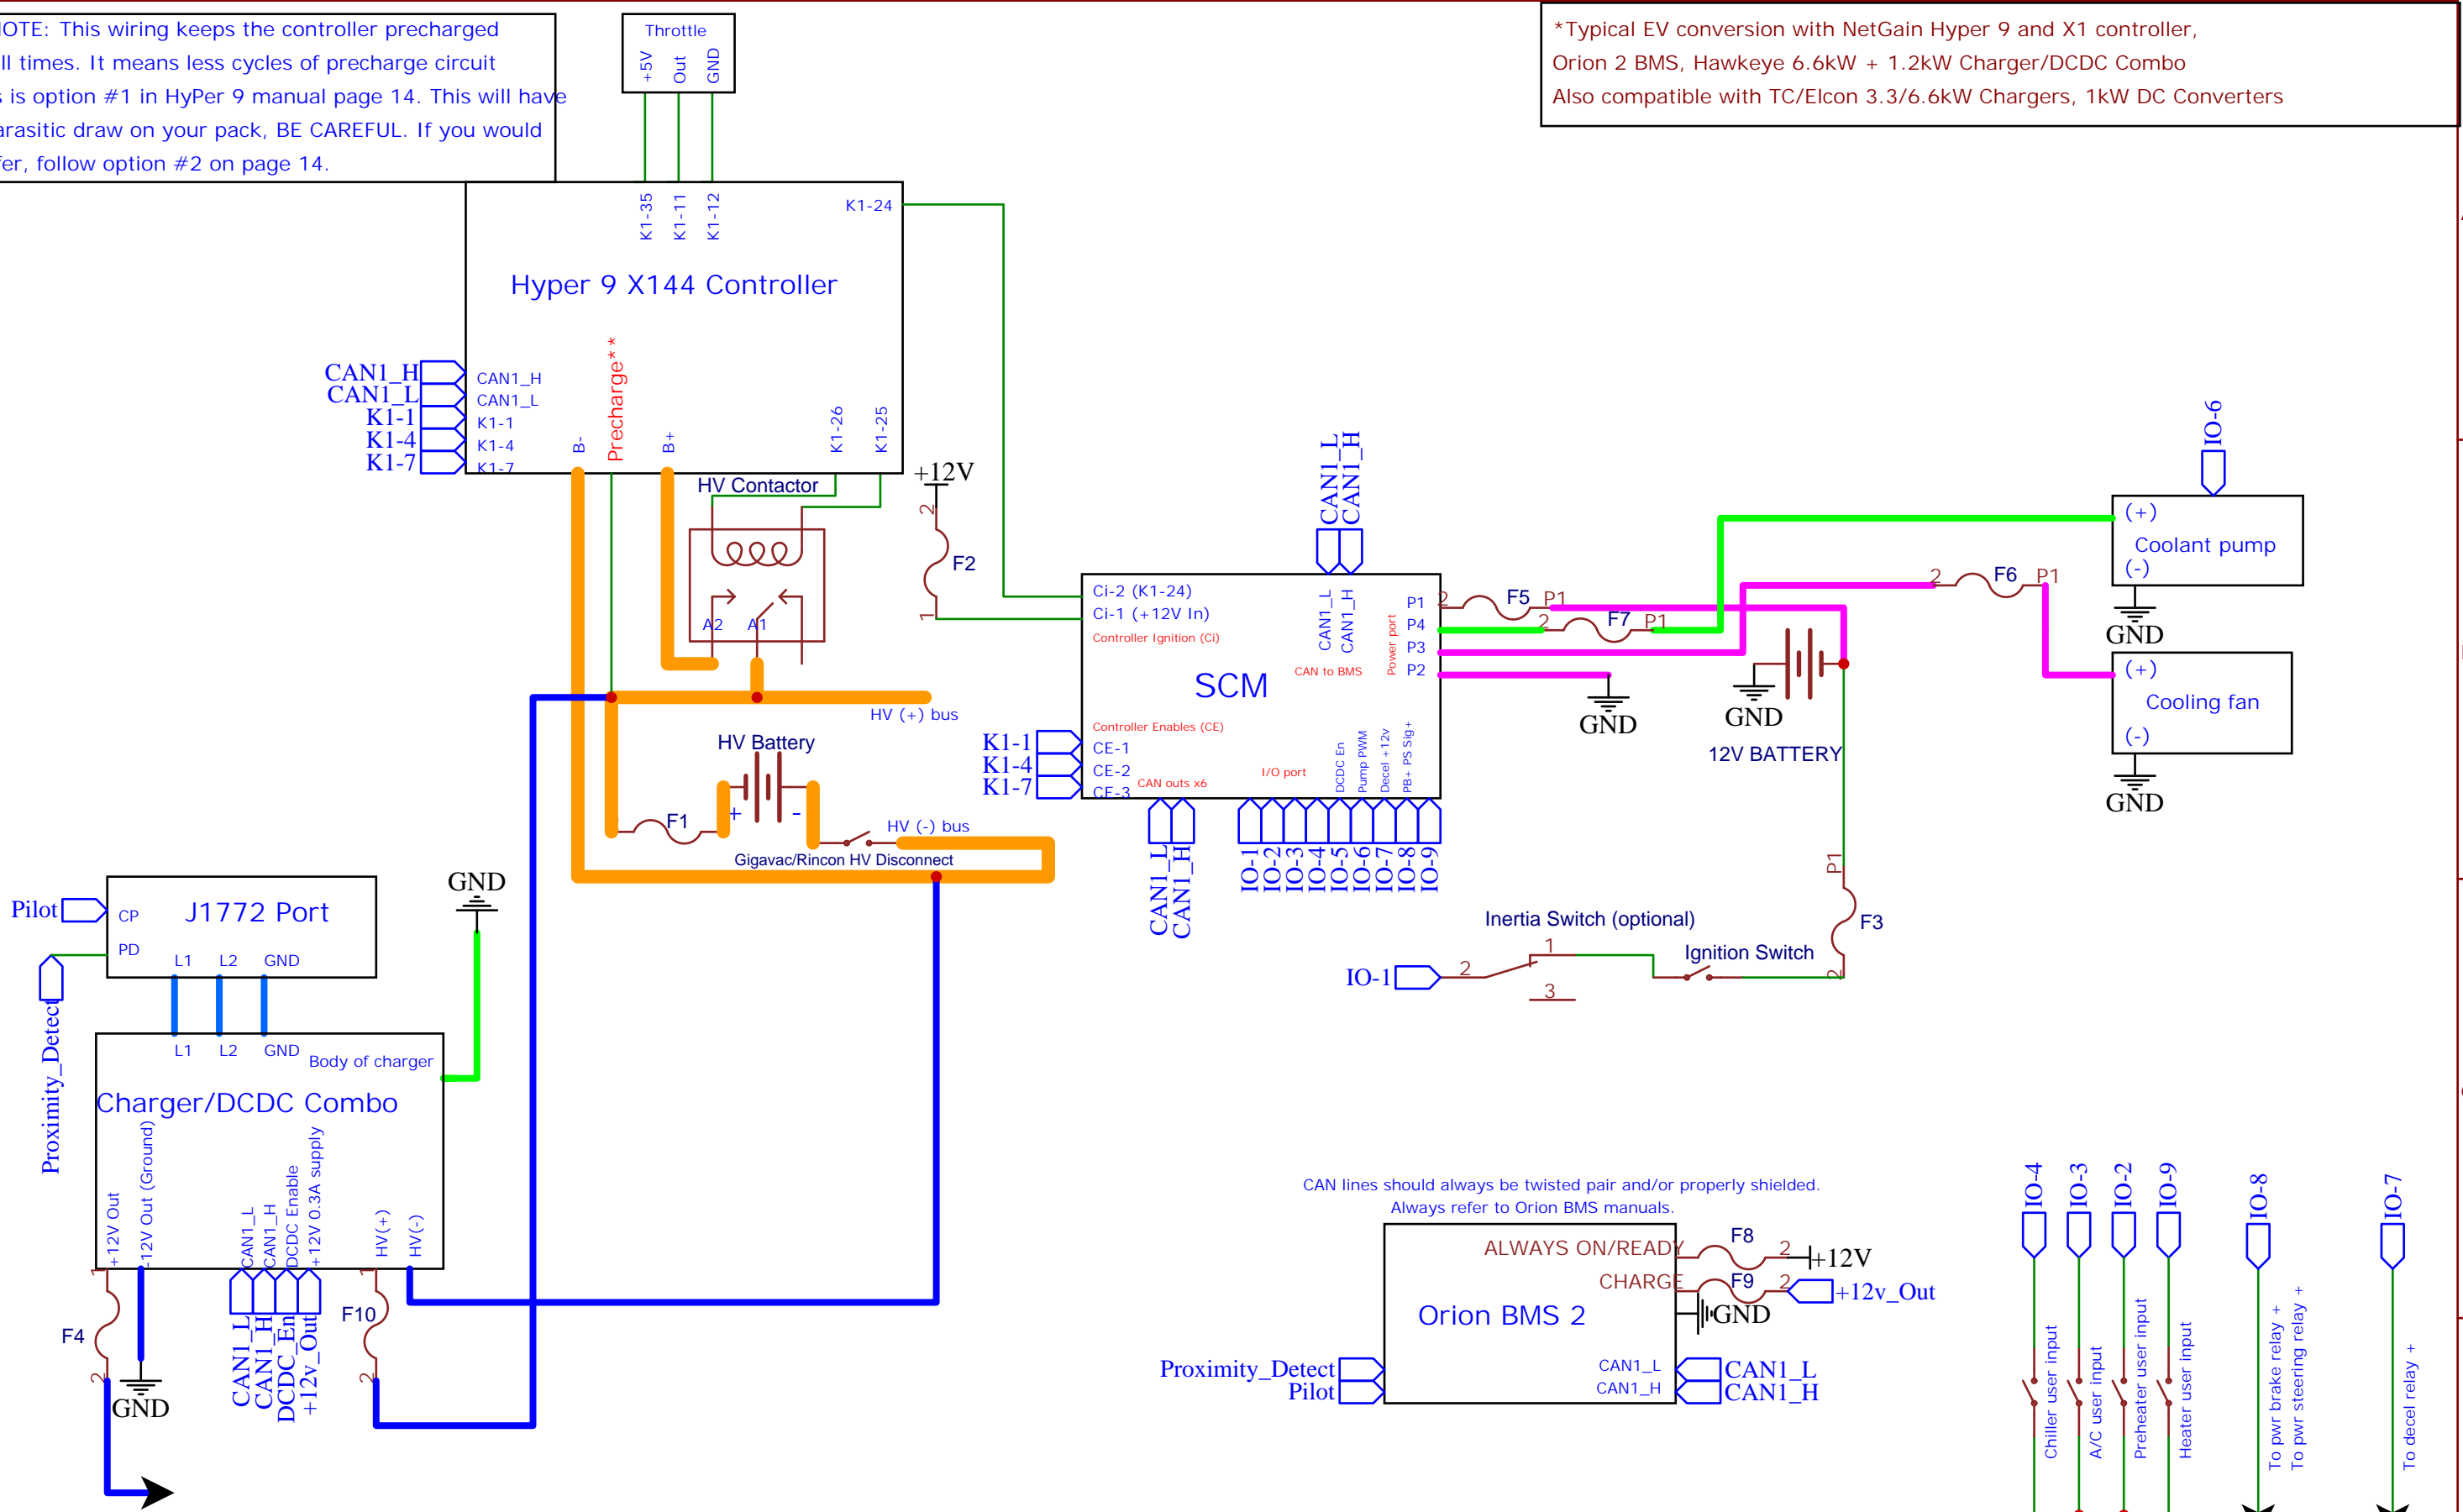 OTE: This wiring keeps the controller precharged
ll times. It means less cycles of precharge circuit
s is option #1 in HyPer 9 manual page 14. This will have
arasitic draw on your pack, BE CAREFUL. If you would
fer, follow option #2 on page 14.
Throttle
+5V
Out
GND
*Typical EV conversion with NetGain Hyper 9 and X1 controller,
Orion 2 BMS, Hawkeye 6.6kW + 1.2kW Charger/DCDC Combo
Also compatible with TC/Elcon 3.3/6.6kW Chargers, 1kW DC Converters
K1-35
K1-11
K1-12
K1-24
Hyper 9 X144 Controller
CAN1_H
CAN1_L
K1-1
K1-4
K1-7
CAN1_H
CAN1_L
K1-1
K1-4
K1-7
B-
Precharge**
B+
K1-26
K1-25
HV Contactor
A2
A1
+12V
2
F2
1
HV (+) bus
HV Battery
+
-
F1
HV (-) bus
Gigavac/Rincon HV Disconnect
CAN1_L
CAN1_H
Ci-2 (K1-24)
Ci-1 (+12V In)
Controller Ignition (Ci)
CAN1_L
CAN1_H
CAN to BMS
Power port
P1
P4
P3
P2
SCM
Controller Enables (CE)
CE-1
CE-2
CE-3
K1-1
K1-4
K1-7
CAN outs x6
I/O port
DCDC En
Pump PWM
Decel +12v
PB+ PS Sig+
CAN1_L
CAN1_H
IO-1
IO-2
IO-3
IO-4
IO-5
IO-6
IO-7
IO-8
IO-9
2
F5
P1
2
F7
P1
2
F6
P1
GND
GND
12V BATTERY
IO-6
(+)
Coolant pump
(-)
GND
(+)
Cooling fan
(-)
GND
P1
F3
2
Inertia Switch (optional)
1
2
3
Ignition Switch
IO-1
Pilot
CP
J1772 Port
PD
L1
L2
GND
Proximity_Detect
GND
L1
L2
GND
Body of charger
Charger/DCDC Combo
+12V Out
-12V Out (Ground)
CAN1_L
CAN1_H
DCDC Enable
+12V 0.3A supply
HV(+)
HV(-)
1
F4
2
GND
CAN1_L
CAN1_H
DCDC_En
+12v_Out
1
F10
2
CAN lines should always be twisted pair and/or properly shielded.
Always refer to Orion BMS manuals.
ALWAYS ON/READY
F8
2
+12V
CHARGE
F9
2
+12v_Out
Orion BMS 2
GND
Proximity_Detect
Pilot
CAN1_L
CAN1_H
CAN1_L
CAN1_H
IO-4
IO-3
IO-2
IO-9
IO-8
IO-7
Chiller user input
A/C user input
Preheater user input
Heater user input
To pwr brake relay +
To pwr steering relay +
To decel relay +